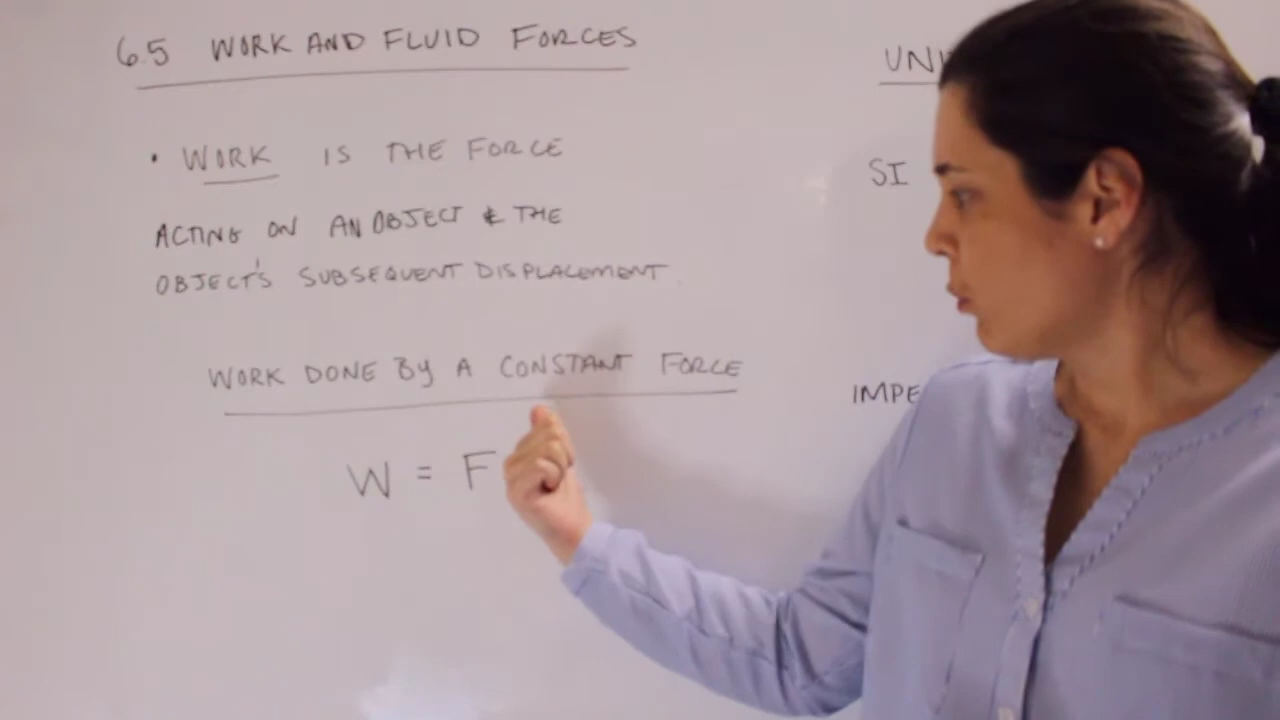 6.5 WORK AND FLUID FORCES
• WORK IS THE FORCE
ACTING ON AN OBJECT & THE
OBJECT'S SUBSEQUENT DISPLACEMENT.
WORK DONE BY A CONSTANT FORCE
W = F
UNI
SI
IMPE